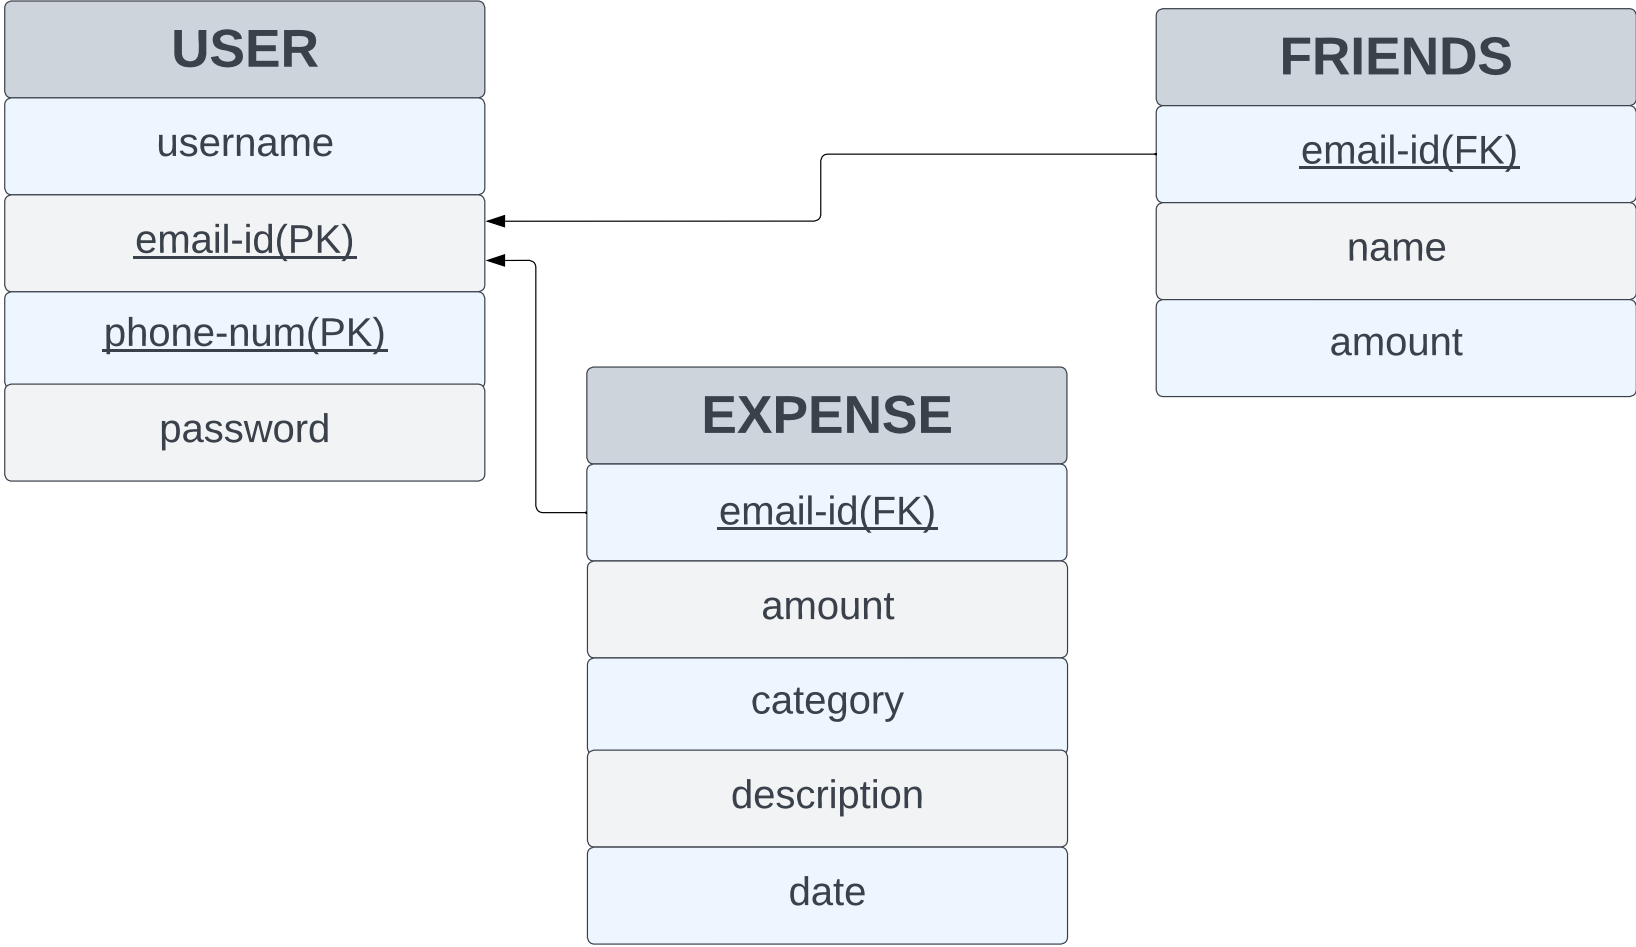 USER
username
email-id(PK)
phone-num(PK)
password
FRIENDS
email-id(FK)
name
amount
EXPENSE
email-id(FK)
amount
category
description
date